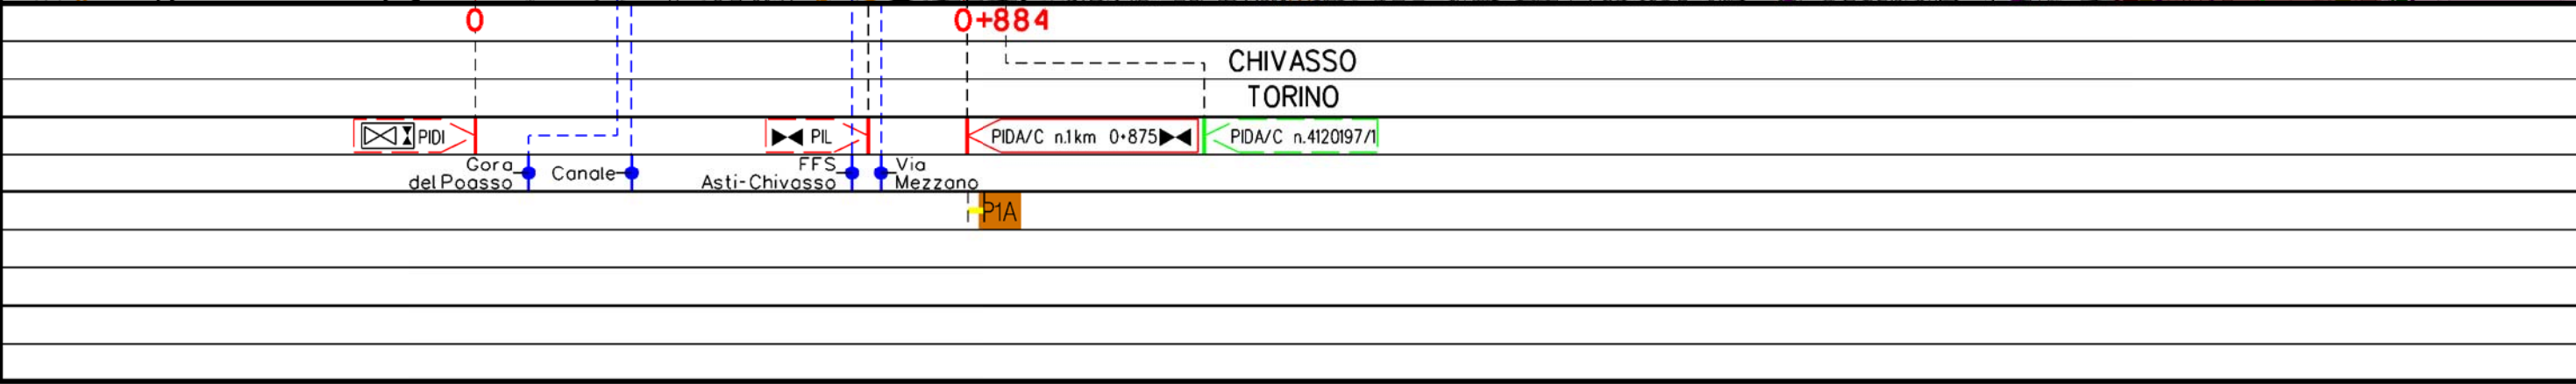 0 0+884
CHIVASSO
TORINO
PIDI PIL PIDA/C n.1km 0+875 PIDA/C n.4120197/1
Gora
del Poasso
Canale
FFS
Asti-Chivasso
Via
Mezzano
P1A